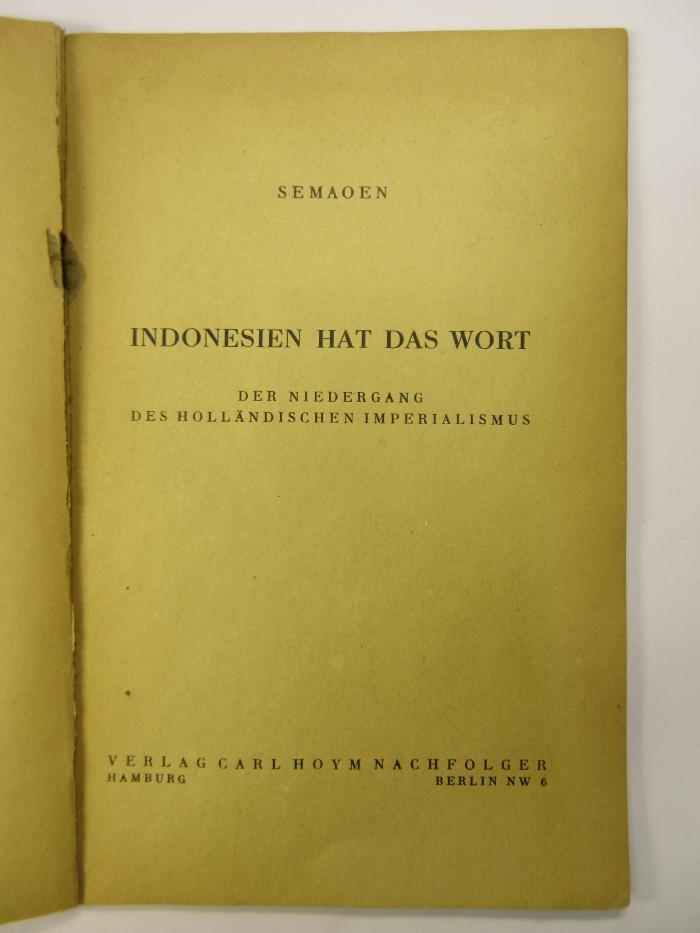 SEMAOEN
INDONESIEN HAT DAS WORT
DER NIEDERGANG
DES HOLLÄNDISCHEN IMPERIALISMUS
VERLAG CARL HOYM NACHFOLGER
HAMBURG BERLIN NW 6